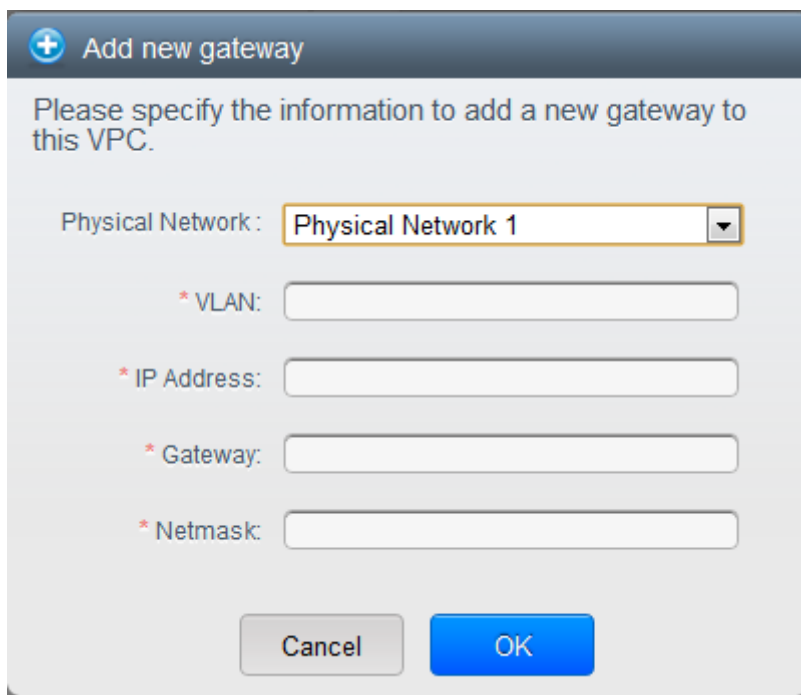 Add new gateway
Please specify the information to add a new gateway to
this VPC.
Physical Network : Physical Network 1
* VLAN:
* IP Address:
* Gateway:
* Netmask:
Cancel OK